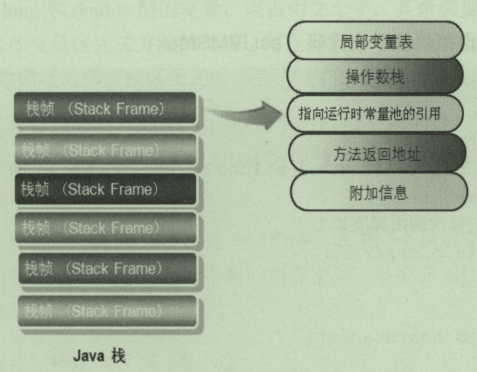 局部变量表
操作数栈
指向运行时常量池的引用
方法返回地址
附加信息
栈帧 （Stack Frame）
栈帧 （Stack Frame）
栈帧 （Stack Frame）
栈帧 （Stack Frame）
栈帧 （Stack Frame）
栈帧 （Stack Frame）
Java 栈